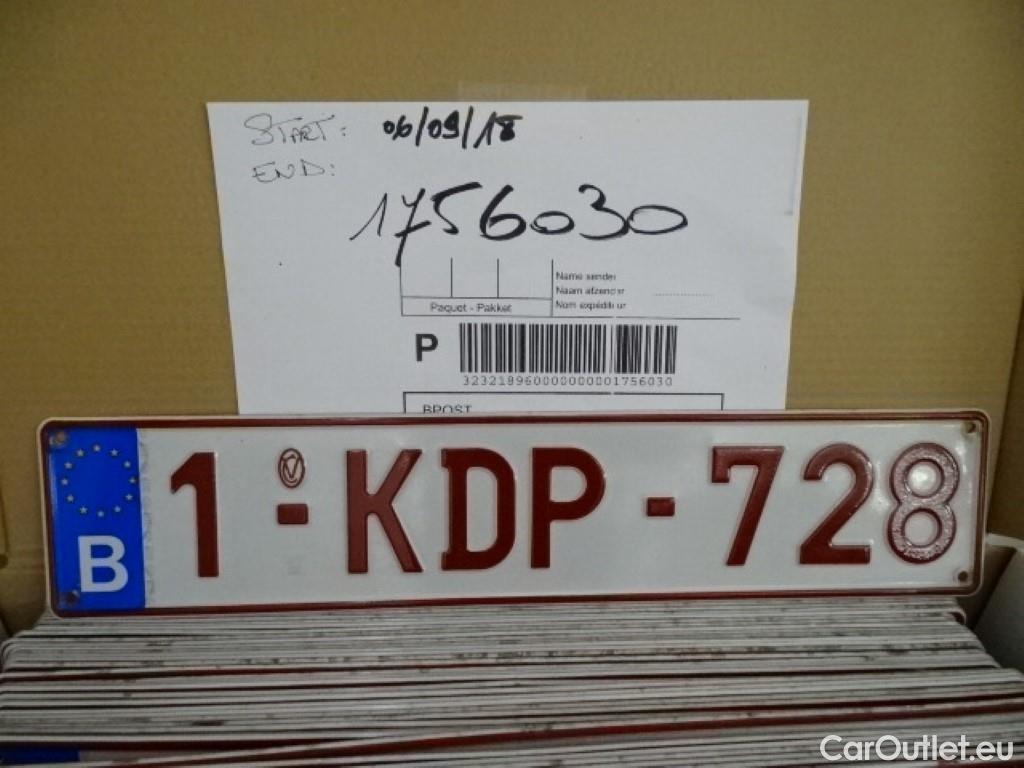 START: 06/09/18
END:
1756030
Name sender
Naam afzender
Nom expéditeur
Paquet - Pakket
P
3232189600000000001756030
BPOST
B 1-KDP-728
CarOutlet.eu